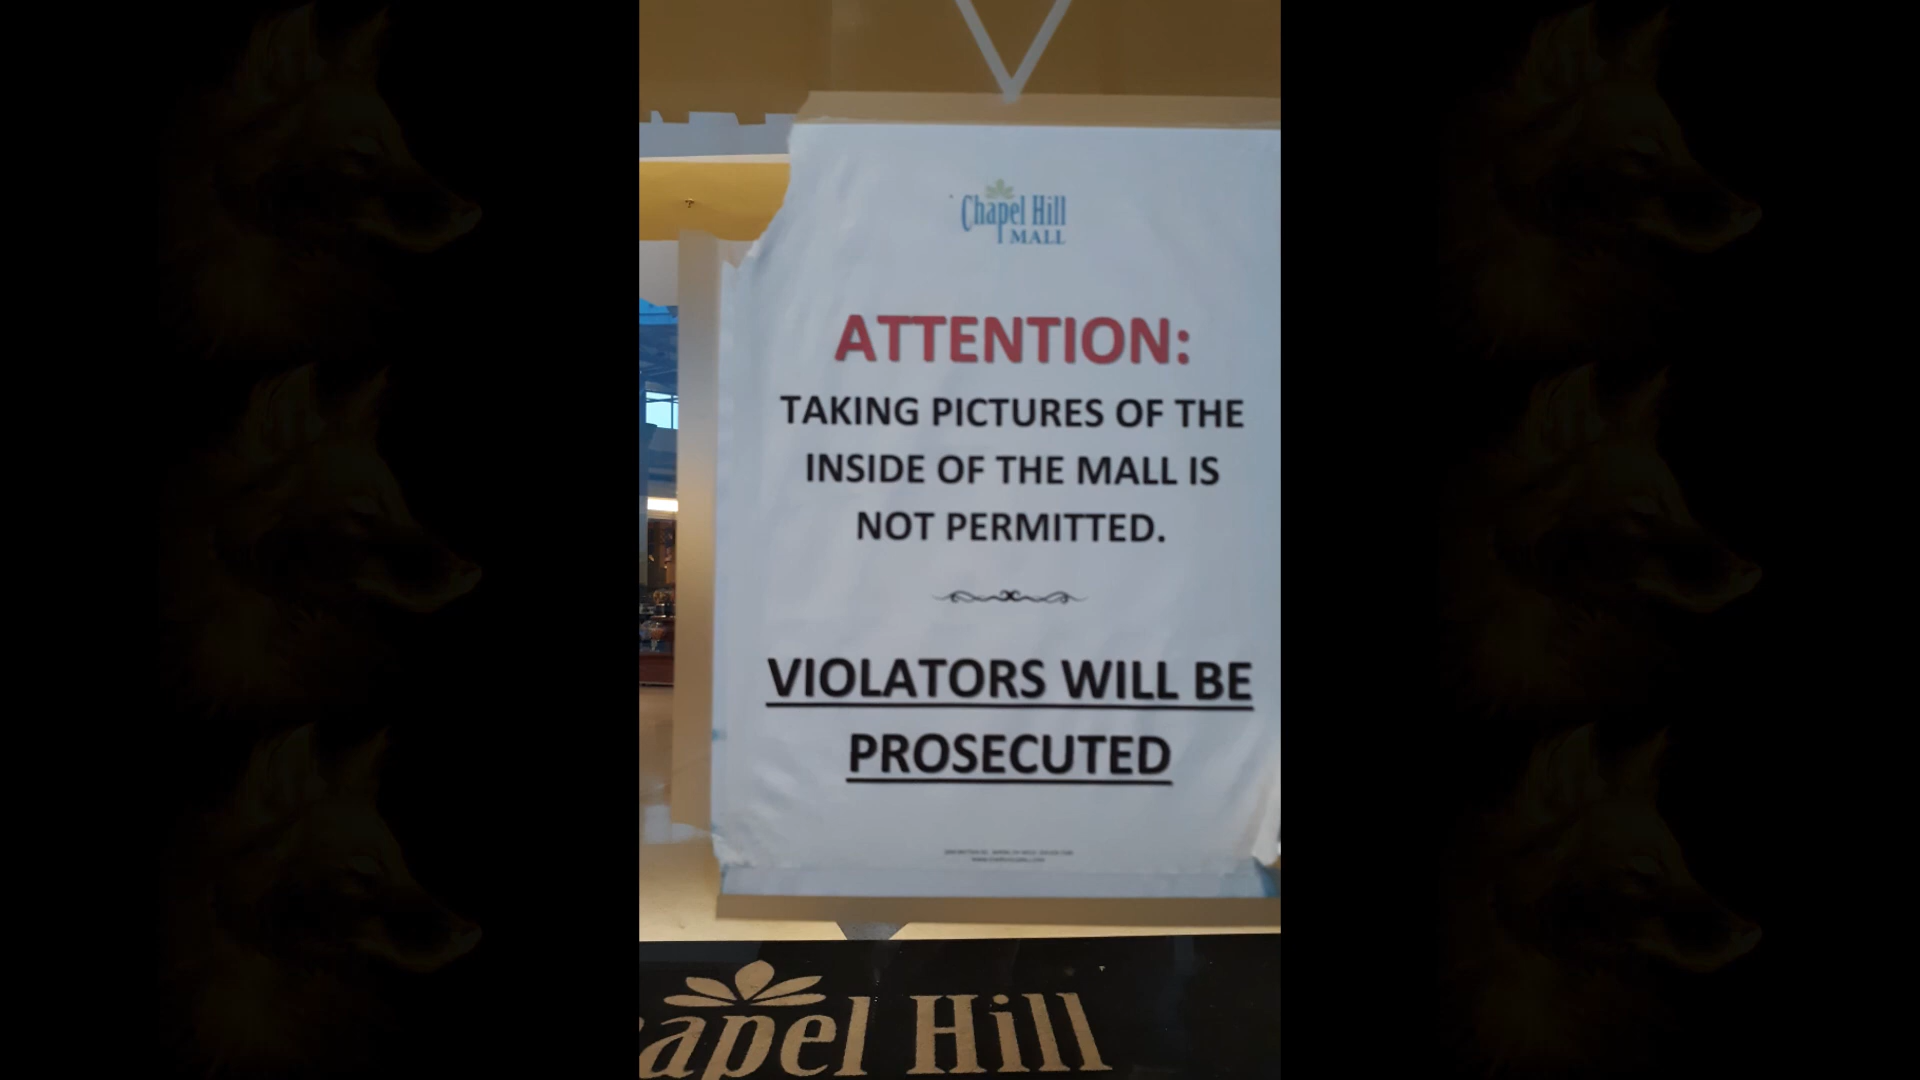 Chapel Hill
MALL
ATTENTION:
TAKING PICTURES OF THE
INSIDE OF THE MALL IS
NOT PERMITTED.
VIOLATORS WILL BE
PROSECUTED
apel Hill